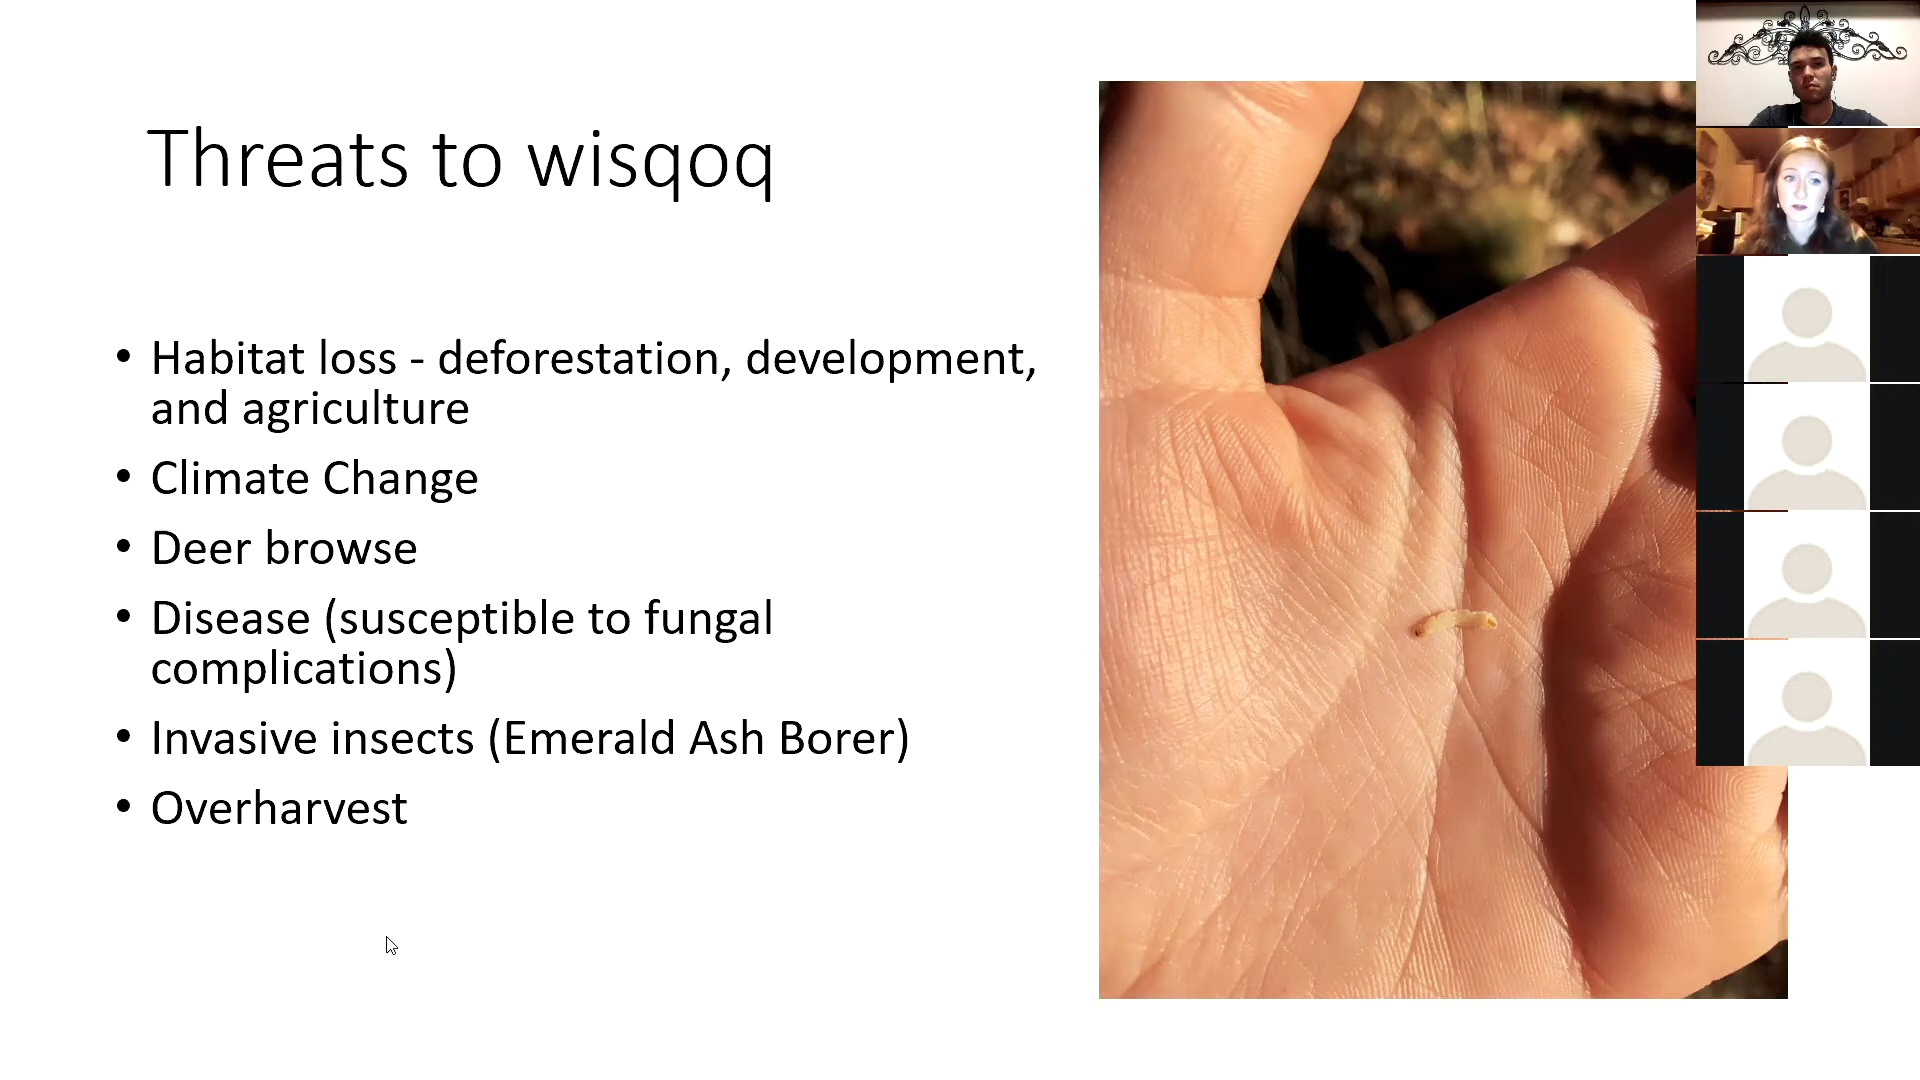 Threats to wisqoq
• Habitat loss - deforestation, development,
and agriculture
• Climate Change
• Deer browse
• Disease (susceptible to fungal
complications)
• Invasive insects (Emerald Ash Borer)
• Overharvest